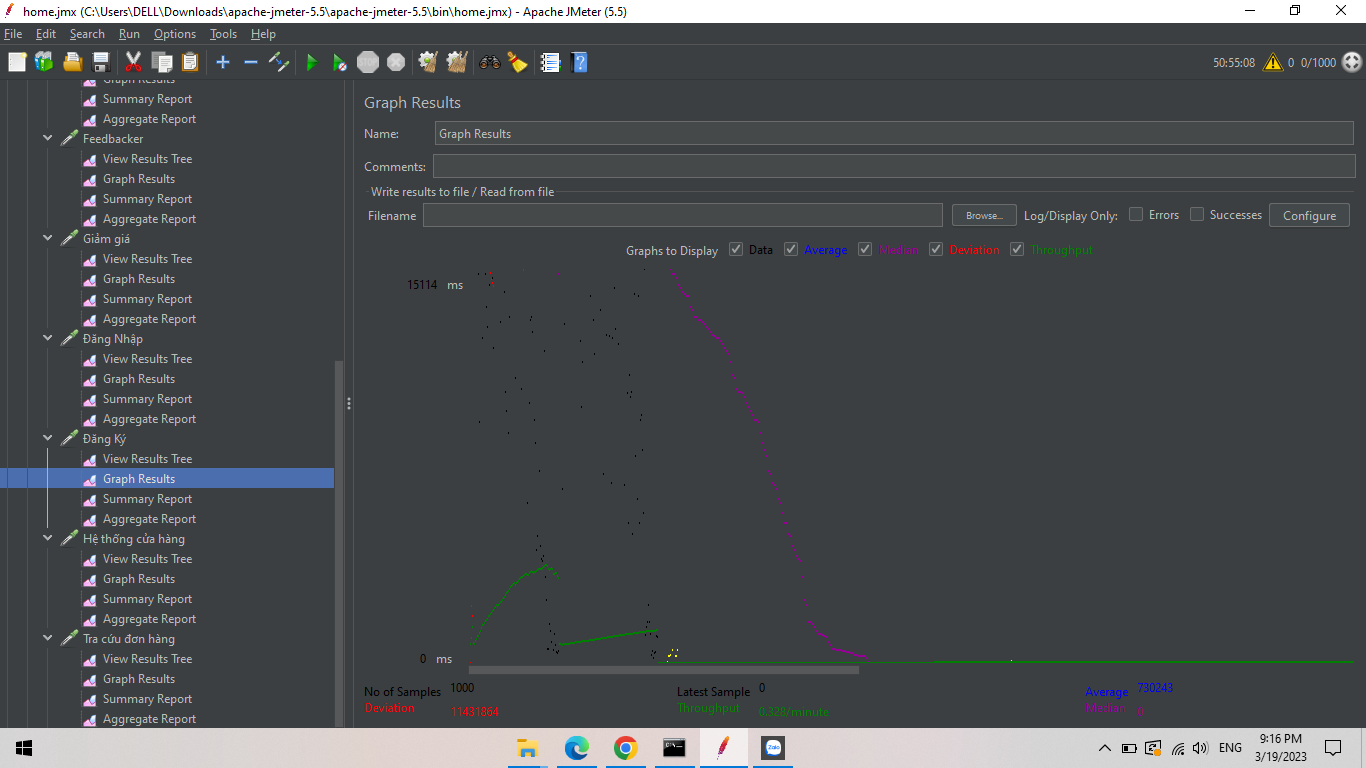 home.jmx (C:\Users\DELL\Downloads\apache-jmeter-5.5\apache-jmeter-5.5\bin\home.jmx) - Apache JMeter (5.5)
File Edit Search Run Options Tools Help
STOP 50:55:08 0 0/1000
Graph Results
Summary Report
Aggregate Report
Feedbacker
View Results Tree
Graph Results
Summary Report
Aggregate Report
Giảm giá
View Results Tree
Graph Results
Summary Report
Aggregate Report
Đăng Nhập
View Results Tree
Graph Results
Summary Report
Aggregate Report
Đăng Ký
View Results Tree
Graph Results
Summary Report
Aggregate Report
Hệ thống cửa hàng
View Results Tree
Graph Results
Summary Report
Aggregate Report
Tra cứu đơn hàng
View Results Tree
Graph Results
Summary Report
Aggregate Report
Graph Results
Name: Graph Results
Comments:
Write results to file / Read from file
Filename Browse... Log/Display Only: Errors Successes Configure
Graphs to Display Data Average Median Deviation Throughput
15114 ms
0 ms
No of Samples 1000 Latest Sample 0 Average 730243
Deviation 11431864 Throughput 0.328/minute Median 0
Zalo ENG 9:16 PM
3/19/2023